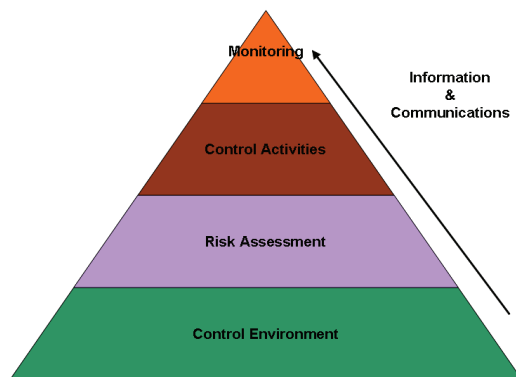 Monitoring
Information
&
Communications
Control Activities
Risk Assessment
Control Environment